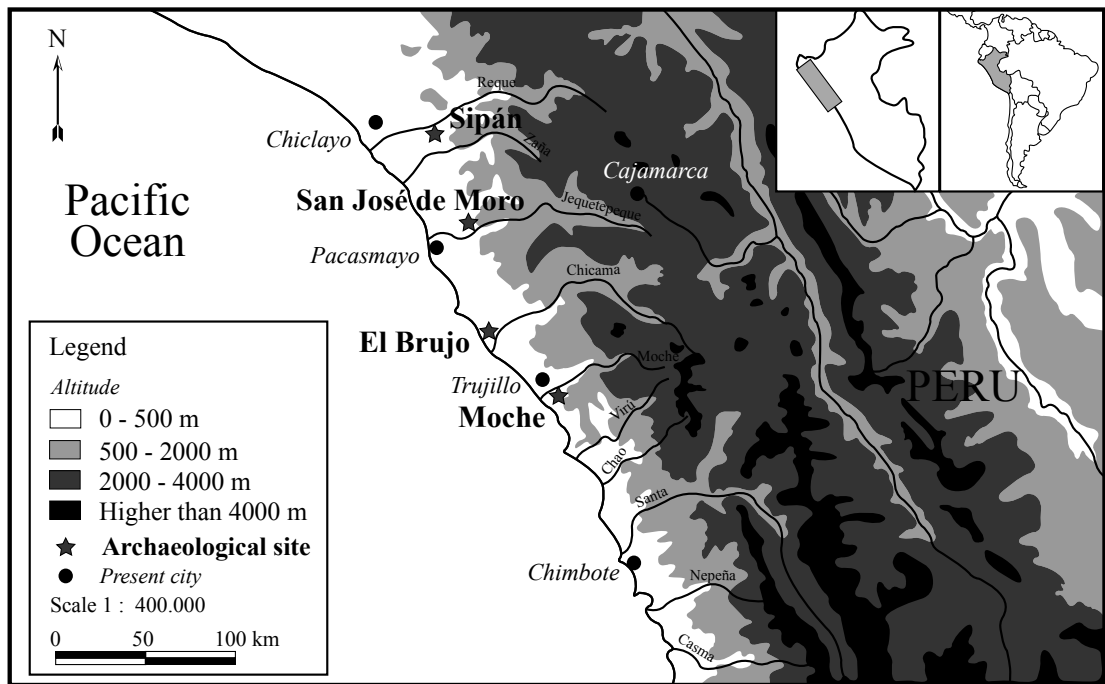 N
Pacific
Ocean
Reque
Sipán
Chiclayo
Zaña
Cajamarca
San José de Moro
Jequetepeque
Pacasmayo
Chicama
El Brujo
Moche
Trujillo
PERU
Moche
Virú
Chao
Santa
Chimbote
Nepeña
Casma
Legend
Altitude
0 - 500 m
500 - 2000 m
2000 - 4000 m
Higher than 4000 m
Archaeological site
Present city
Scale 1 : 400.000
0 50 100 km